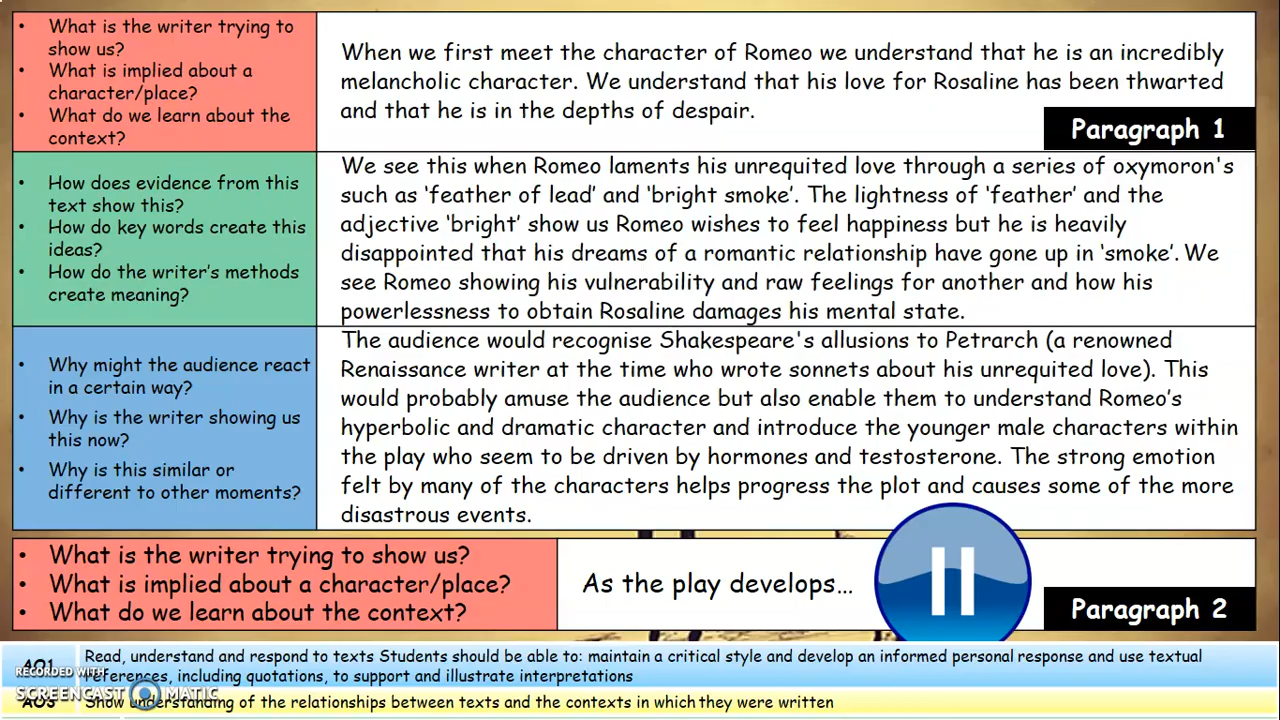 What is the writer trying to
show us?
What is implied about a
character/place?
What do we learn about the
context?
When we first meet the character of Romeo we understand that he is an incredibly
melancholic character. We understand that his love for Rosaline has been thwarted
and that he is in the depths of despair.
Paragraph 1
How does evidence from this
text show this?
How do key words create this
ideas?
How do the writer's methods
create meaning?
We see this when Romeo laments his unrequited love through a series of oxymoron's
such as ‘feather of lead’ and ‘bright smoke’. The lightness of ‘feather’ and the
adjective ‘bright’ show us Romeo wishes to feel happiness but he is heavily
disappointed that his dreams of a romantic relationship have gone up in ‘smoke’. We
see Romeo showing his vulnerability and raw feelings for another and how his
powerlessness to obtain Rosaline damages his mental state.
Why might the audience react
in a certain way?
Why is the writer showing us
this now?
Why is this similar or
different to other moments?
The audience would recognise Shakespeare's allusions to Petrarch (a renowned
Renaissance writer at the time who wrote sonnets about his unrequited love). This
would probably amuse the audience but also enable them to understand Romeo’s
hyperbolic and dramatic character and introduce the younger male characters within
the play who seem to be driven by hormones and testosterone. The strong emotion
felt by many of the characters helps progress the plot and causes some of the more
disastrous events.
What is the writer trying to show us?
What is implied about a character/place?
What do we learn about the context?
As the play develops…
Paragraph 2
AO1
Read, understand and respond to texts Students should be able to: maintain a critical style and develop an informed personal response and use textual
references, including quotations, to support and illustrate interpretations
RECORDED WITH
SCREENCAST MATIC
AO3
Show understanding of the relationships between texts and the contexts in which they were written